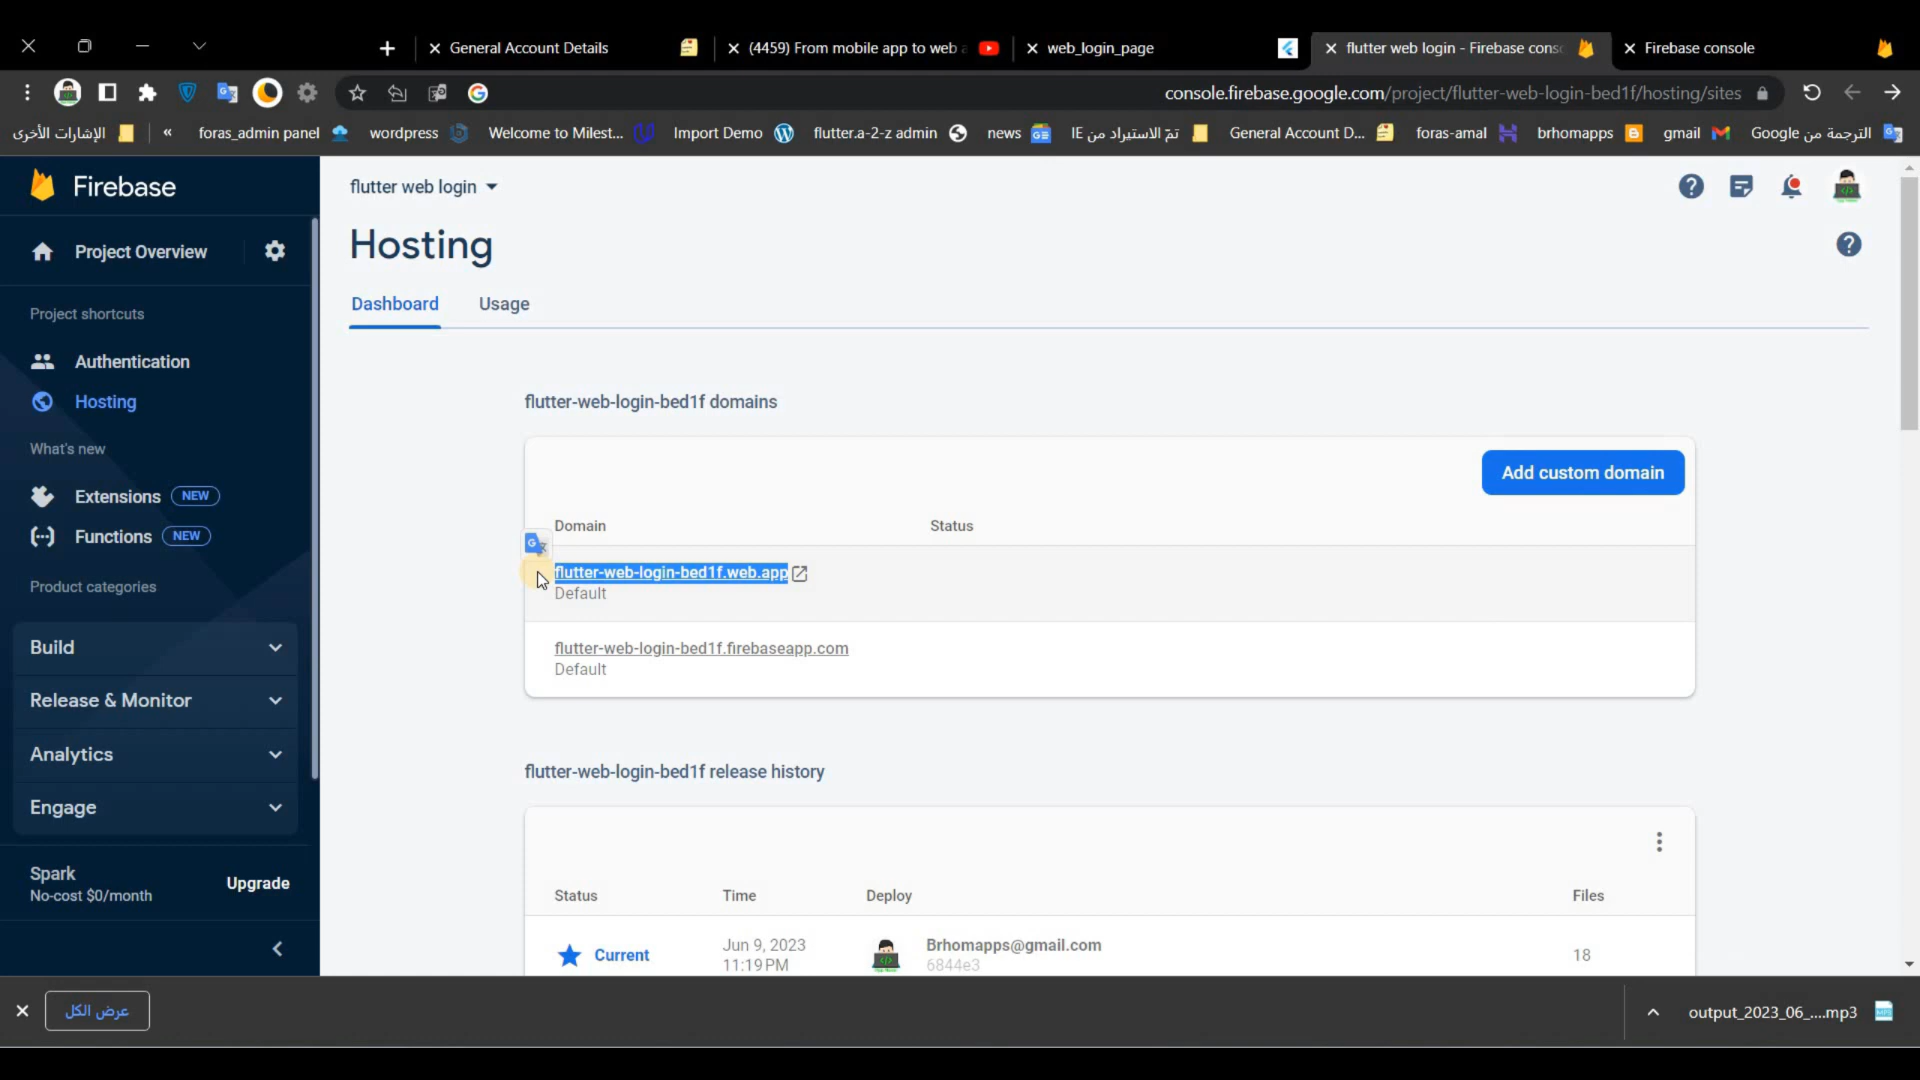 General Account Details
(4459) From mobile app to web a
web_login_page
flutter web login - Firebase cons
Firebase console
console.firebase.google.com/project/flutter-web-login-bed1f/hosting/sites
الإشارات الأخرى
«
foras_admin panel
wordpress
Welcome to Milest...
Import Demo
flutter.a-2-z admin
news
تمّ الاستيراد من IE
General Account D...
foras-amal
brhomapps
gmail
الترجمة من Google
Firebase
flutter web login
Project Overview
Hosting
Dashboard
Usage
Project shortcuts
Authentication
Hosting
What's new
Extensions NEW
Functions NEW
Product categories
Build
Release & Monitor
Analytics
Engage
Spark
No-cost $0/month
Upgrade
flutter-web-login-bed1f domains
Add custom domain
Domain
Status
flutter-web-login-bed1f.web.app
Default
flutter-web-login-bed1f.firebaseapp.com
Default
flutter-web-login-bed1f release history
Status
Time
Deploy
Files
Current
Jun 9, 2023
11:19 PM
Brhomapps@gmail.com
6844e3
18
عرض الكل
output_2023_06_....mp3